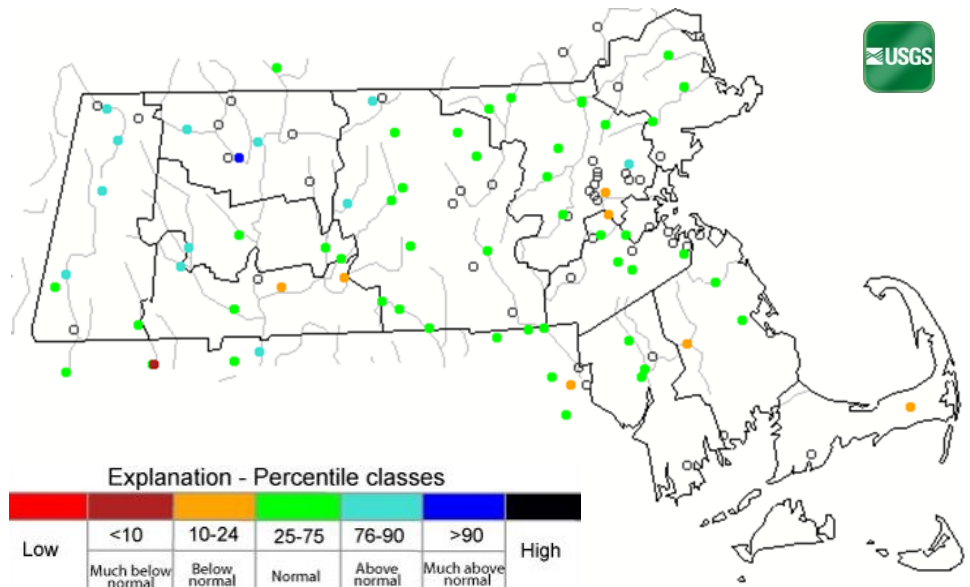 USGS
Explanation - Percentile classes
Low <10 10-24 25-75 76-90 >90 High
Much below normal Below normal Normal Above normal Much above normal